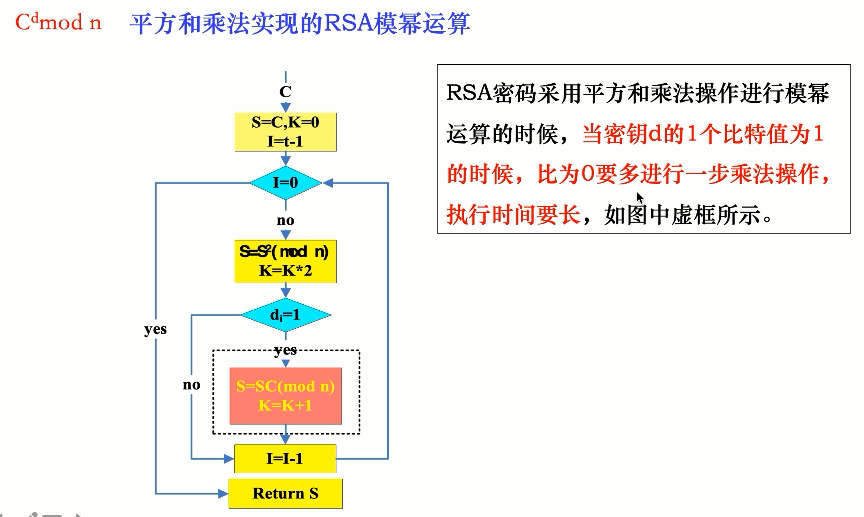 Cᵈmod n 平方和乘法实现的RSA模幂运算
C
S=C,K=0
I=t-1
I=0
no
S=S²( mod n)
K=K*2
dᵢ=1
yes
yes
no
S=SC(mod n)
K=K+1
I=I-1
Return S
RSA密码采用平方和乘法操作进行模幂
运算的时候，当密钥d的1个比特值为1
的时候，比为0要多进行一步乘法操作，
执行时间要长，如图中虚框所示。